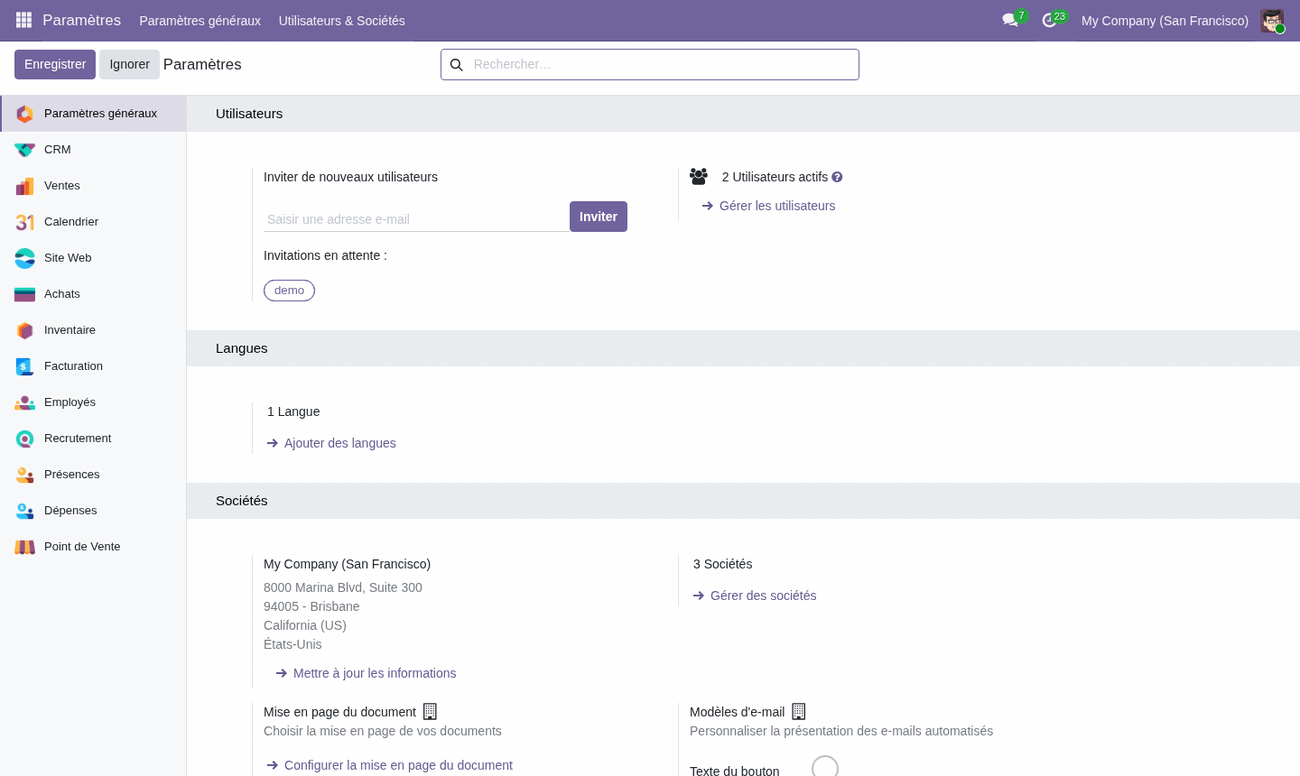 Paramètres Paramètres généraux Utilisateurs & Sociétés 7 23 My Company (San Francisco)
Enregistrer Ignorer Paramètres Rechercher...
Paramètres généraux
CRM
Ventes
31 Calendrier
Site Web
Achats
Inventaire
$ Facturation
Employés
Recrutement
Présences
Dépenses
Point de Vente
Utilisateurs
Inviter de nouveaux utilisateurs
Saisir une adresse e-mail Inviter
Invitations en attente :
demo
2 Utilisateurs actifs ?
Gérer les utilisateurs
Langues
1 Langue
Ajouter des langues
Sociétés
My Company (San Francisco)
8000 Marina Blvd, Suite 300
94005 - Brisbane
California (US)
États-Unis
Mettre à jour les informations
3 Sociétés
Gérer des sociétés
Mise en page du document
Choisir la mise en page de vos documents
Configurer la mise en page du document
Modèles d'e-mail
Personnaliser la présentation des e-mails automatisés
Texte du bouton